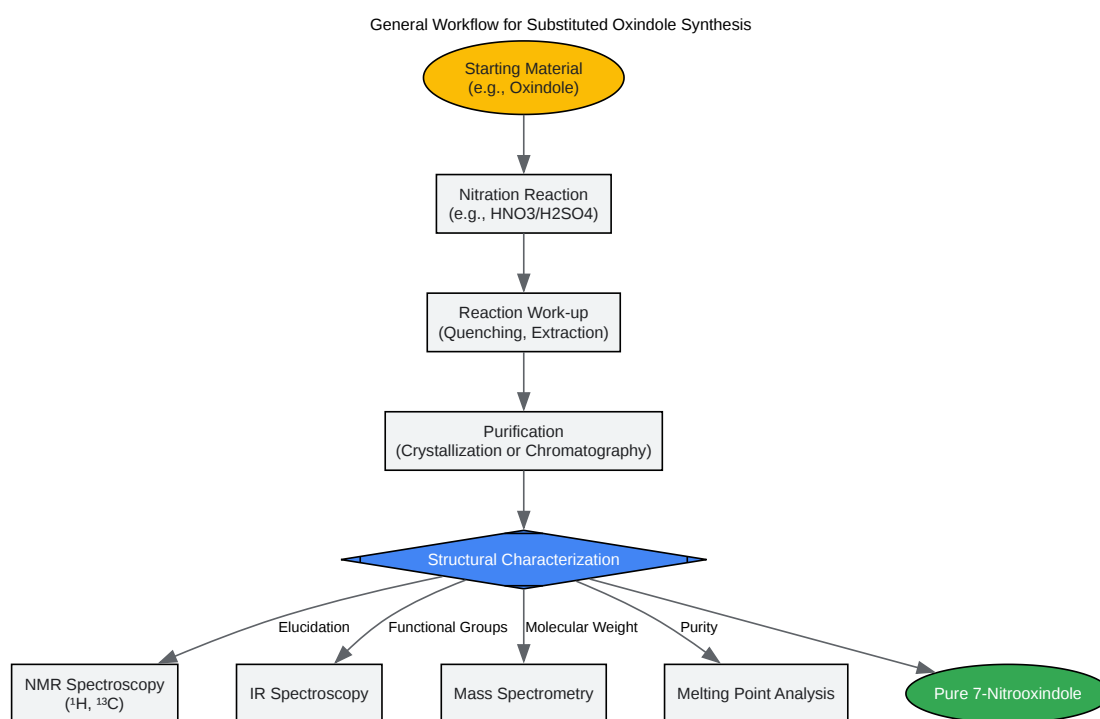 General Workflow for Substituted Oxindole Synthesis
Starting Material
(e.g., Oxindole)
Nitration Reaction
(e.g., HNO3/H2SO4)
Reaction Work-up
(Quenching, Extraction)
Purification
(Crystallization or Chromatography)
Structural Characterization
Elucidation
Functional Groups
Molecular Weight
Purity
NMR Spectroscopy
(¹H, ¹³C)
IR Spectroscopy
Mass Spectrometry
Melting Point Analysis
Pure 7-Nitrooxindole